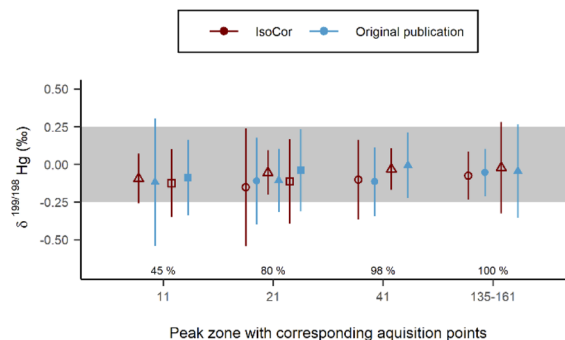 IsoCor Original publication
0.50
0.25
0.00
-0.25
-0.50
δ 199/198 Hg (‰)
45 % 80 % 98 % 100 %
11 21 41 135-161
Peak zone with corresponding aquisition points